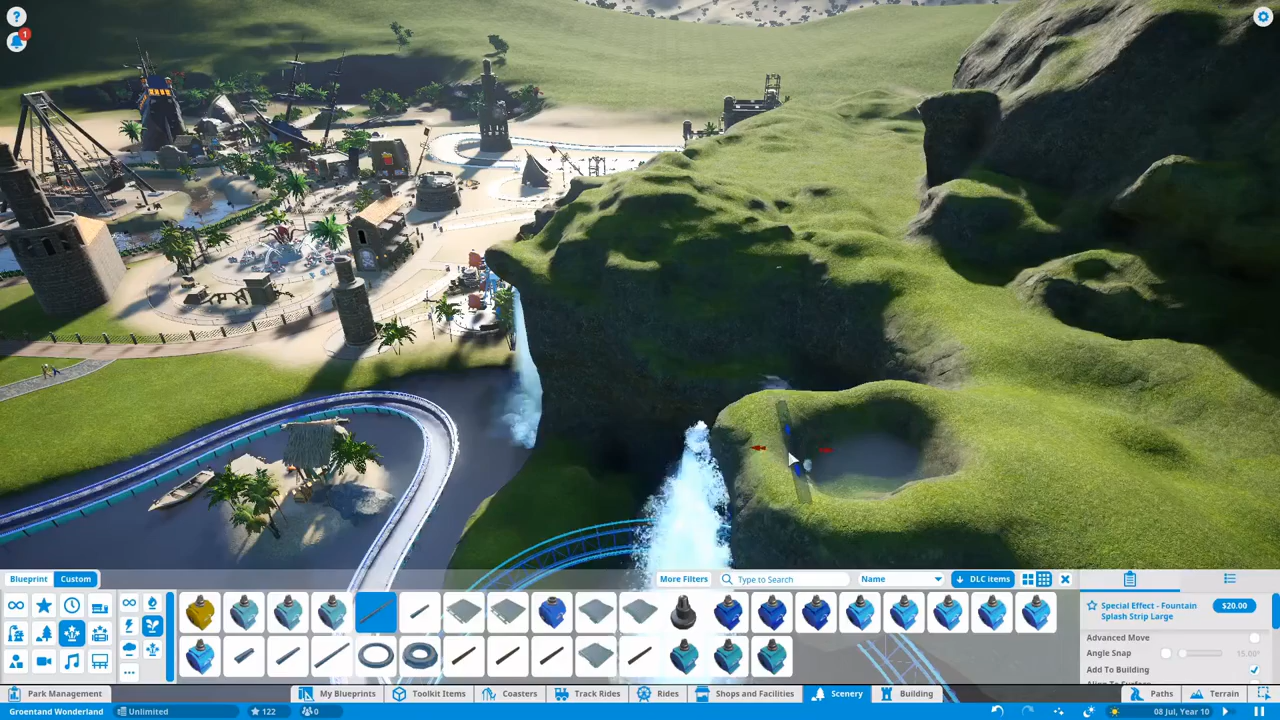 ?
1
Blueprint
Custom
More Filters
Type to Search
Name
DLC items
Special Effect - Fountain
Splash Strip Large
$20.00
Advanced Move
Angle Snap
15.00°
Add To Building
Park Management
My Blueprints
Toolkit Items
Coasters
Track Rides
Rides
Shops and Facilities
Scenery
Building
Paths
Terrain
Groentand Wonderland
Unlimited
122
0
08 Jul, Year 10